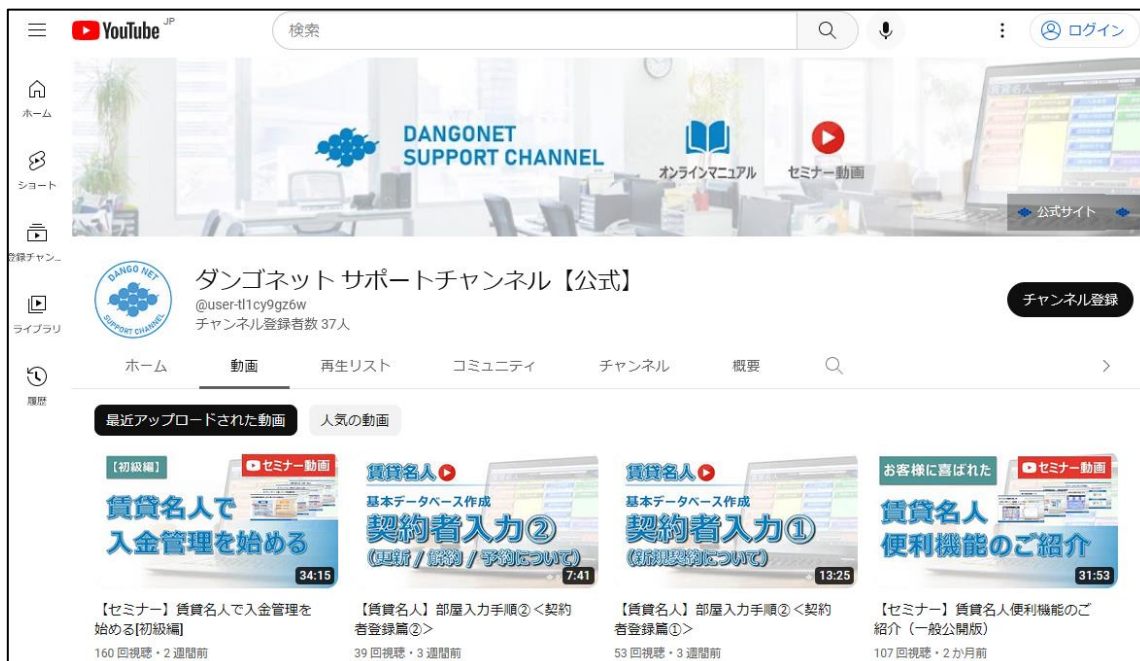 YouTube JP
検索
ログイン
ホーム
ショート
登録チャン...
ライブラリ
履歴
DANGONET
SUPPORT CHANNEL
オンラインマニュアル
セミナー動画
賃貸名人
公式サイト
DANGO NET
SUPPORT CHANNEL
ダンゴネット サポートチャンネル【公式】
@user-tl1cy9gz6w
チャンネル登録者数 37人
チャンネル登録
ホーム
動画
再生リスト
コミュニティ
チャンネル
概要
最近アップロードされた動画
人気の動画
【初級編】
セミナー動画
賃貸名人で
入金管理を始める
34:15
【セミナー】賃貸名人で入金管理を
始める[初級編]
160 回視聴・2 週間前
賃貸名人
基本データベース作成
契約者入力②
(更新 / 解約 / 予約について)
7:41
【賃貸名人】部屋入力手順②<契約
者登録篇②>
39 回視聴・3 週間前
賃貸名人
基本データベース作成
契約者入力①
(新規契約について)
13:25
【賃貸名人】部屋入力手順②<契約
者登録篇①>
53 回視聴・3 週間前
お客様に喜ばれた
セミナー動画
賃貸名人
便利機能のご紹介
31:53
【セミナー】賃貸名人便利機能のご
紹介（一般公開版）
107 回視聴・2 か月前